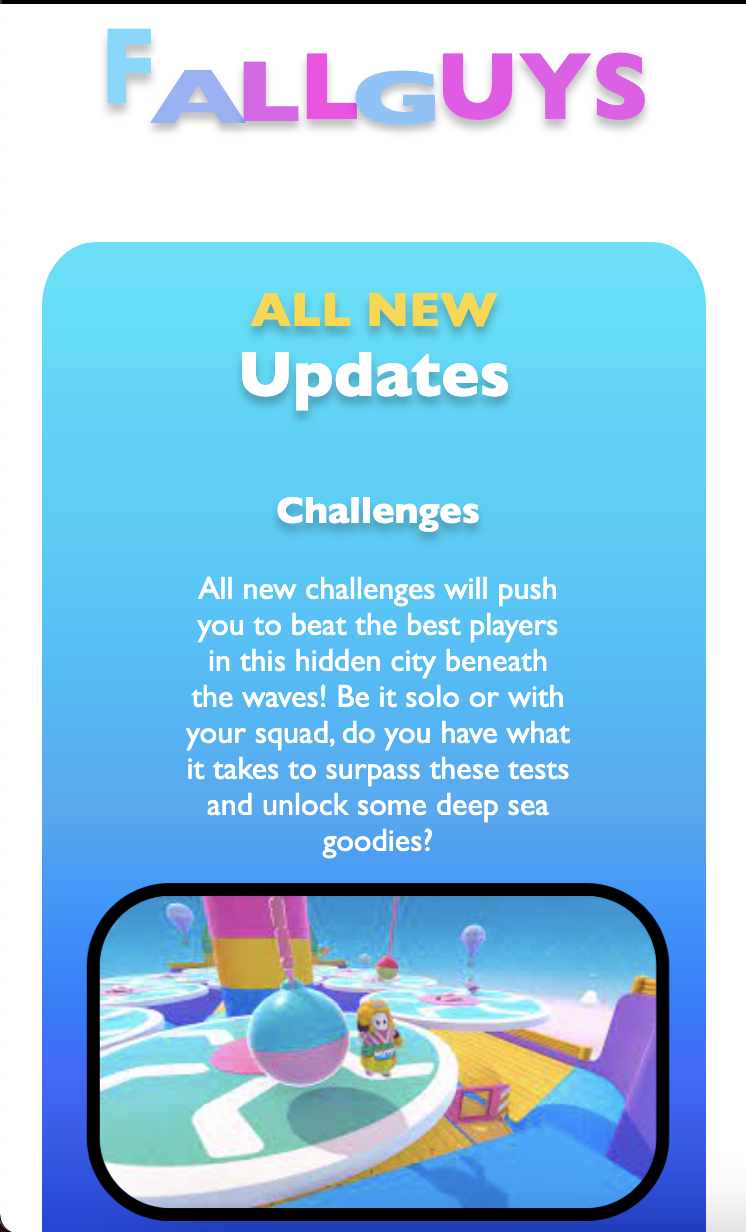 FALLGUYS
ALL NEW
Updates
Challenges
All new challenges will push
you to beat the best players
in this hidden city beneath
the waves! Be it solo or with
your squad, do you have what
it takes to surpass these tests
and unlock some deep sea
goodies?